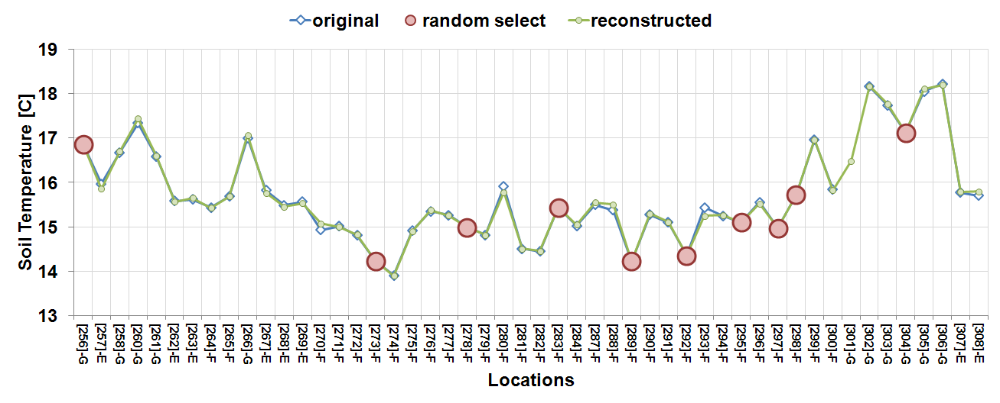 original random select reconstructed
19
18
17
16
15
14
13
Soil Temperature [C]
[256]-G
[257]-E
[258]-G
[260]-G
[261]-G
[262]-E
[263]-E
[264]-F
[265]-F
[266]-G
[267]-E
[268]-E
[269]-E
[270]-F
[271]-F
[272]-F
[273]-F
[274]-F
[275]-F
[276]-F
[277]-F
[278]-F
[279]-F
[280]-F
[281]-F
[282]-F
[283]-F
[284]-F
[287]-F
[288]-F
[289]-F
[290]-F
[291]-F
[292]-F
[293]-F
[294]-F
[295]-F
[296]-F
[297]-F
[298]-F
[299]-F
[300]-F
[301]-G
[302]-G
[303]-G
[304]-G
[305]-G
[306]-G
[307]-E
[308]-E
Locations